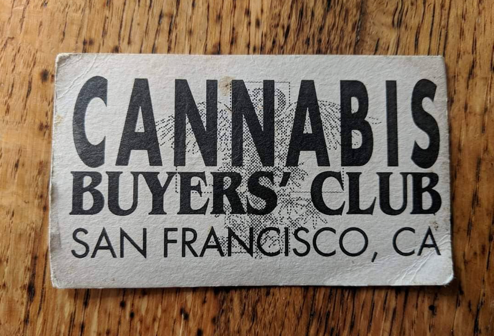 CANNABIS
BUYERS' CLUB
SAN FRANCISCO, CA